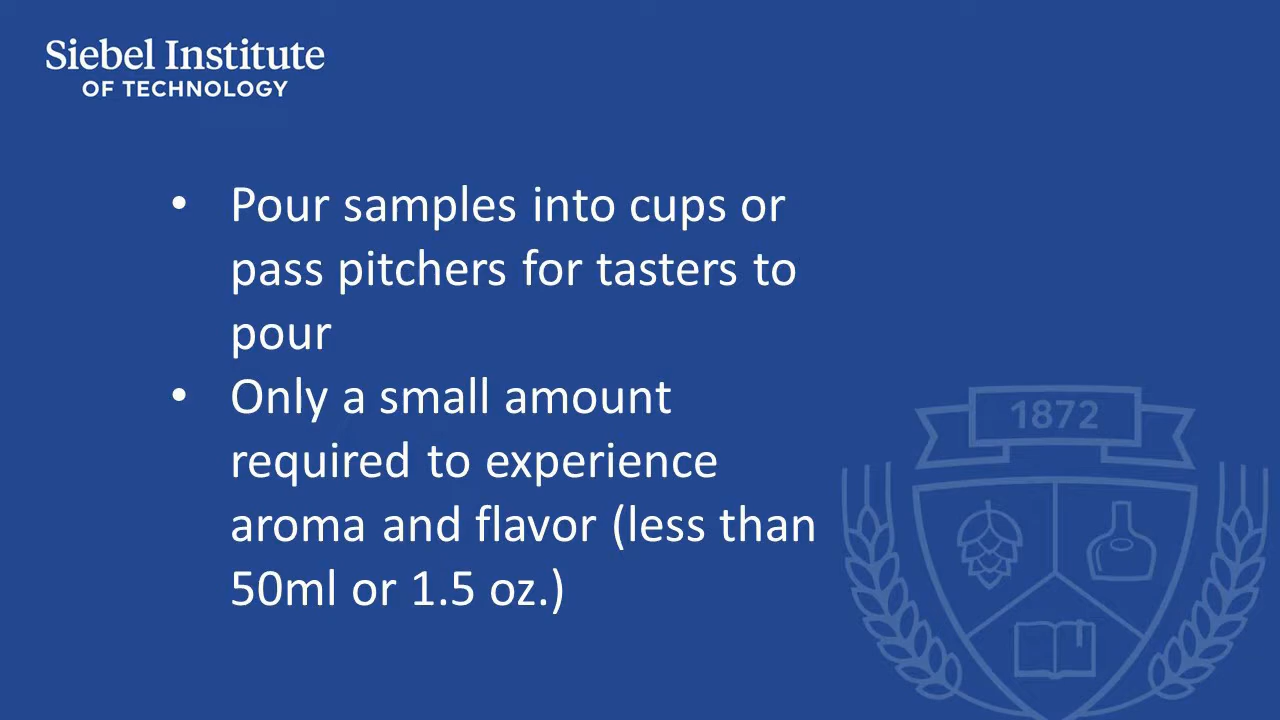 Siebel Institute
OF TECHNOLOGY
• Pour samples into cups or
pass pitchers for tasters to
pour
• Only a small amount
required to experience
aroma and flavor (less than
50ml or 1.5 oz.)
1872